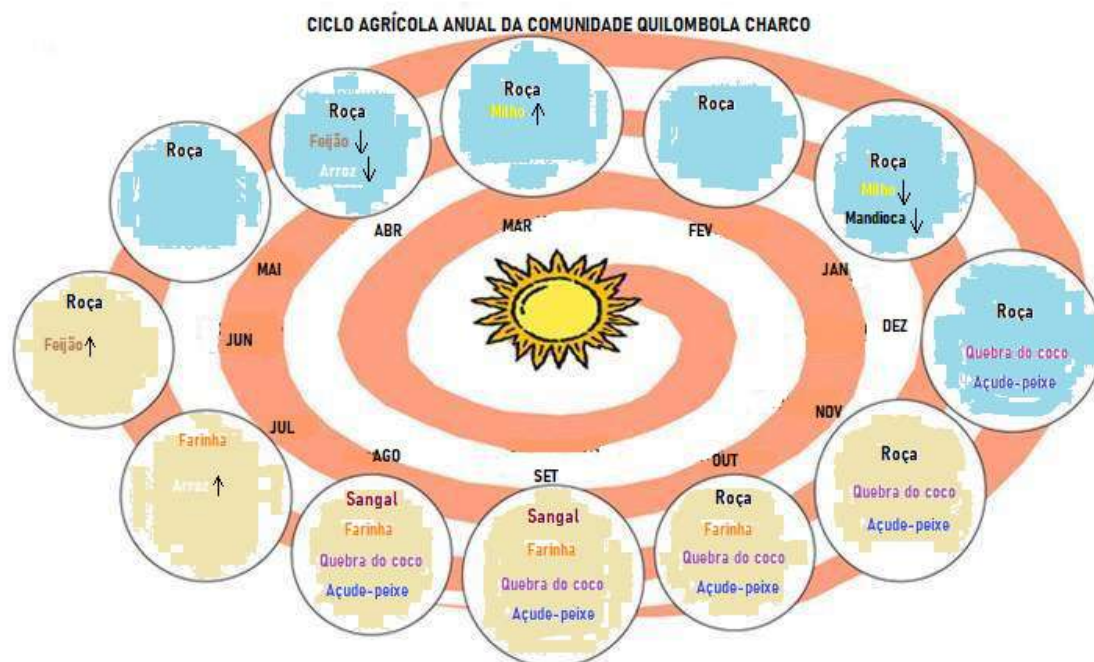 CICLO AGRÍCOLA ANUAL DA COMUNIDADE QUILOMBOLA CHARCO
Roça
Milho
MAR
Roça
FEV
Roça
Milho
Mandioca
JAN
Roça
Quebra do coco
Açude-peixe
DEZ
Roça
Quebra do coco
Açude-peixe
NOV
Roça
Farinha
Quebra do coco
Açude-peixe
OUT
Sangal
Farinha
Quebra do coco
Açude-peixe
SET
Sangal
Farinha
Quebra do coco
Açude-peixe
AGO
Farinha
Arroz
JUL
Roça
Feijão
JUN
Roça
MAI
Roça
Feijão
Arroz
ABR